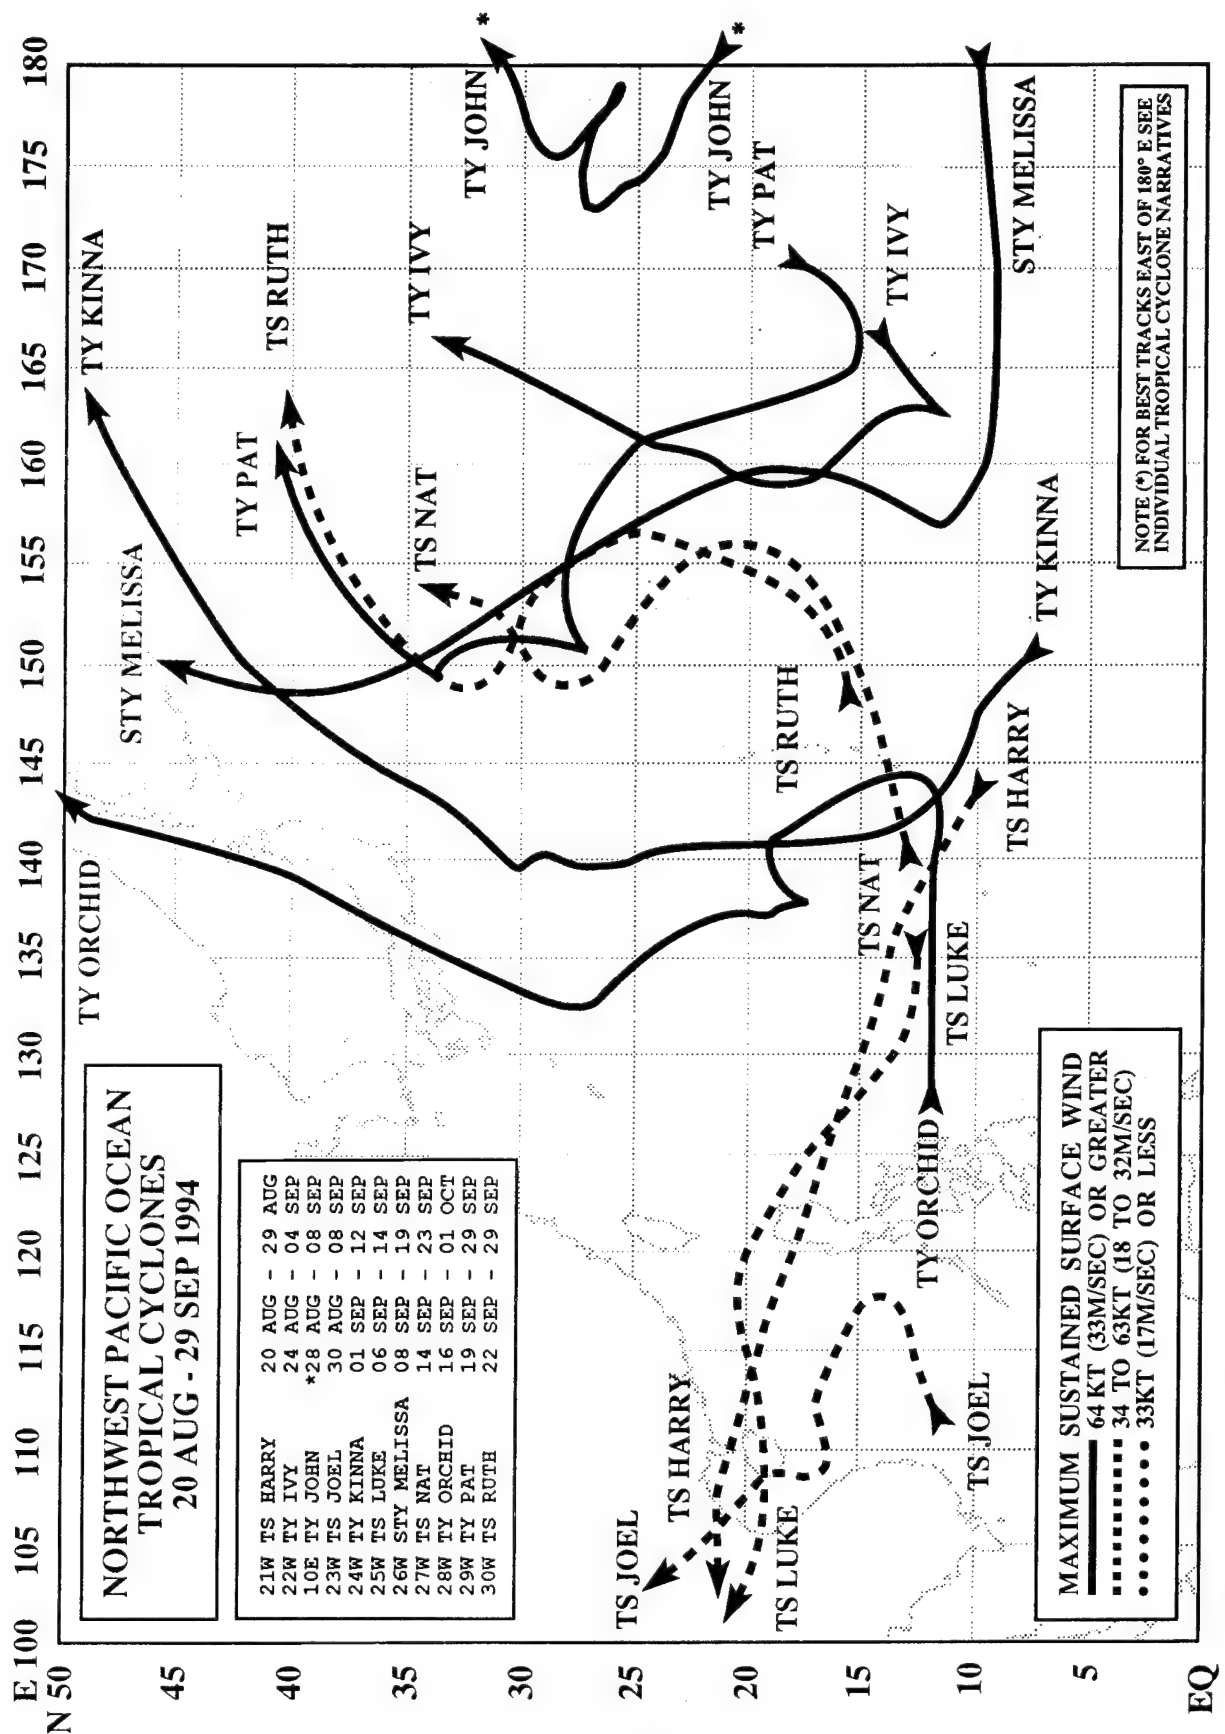 NORTHWEST PACIFIC OCEAN
TROPICAL CYCLONES
20 AUG - 29 SEP 1994
21W TS HARRY 20 AUG - 29 AUG
22W TY IVY 24 AUG - 04 SEP
10E TY JOHN *28 AUG - 08 SEP
23W TS JOEL 30 AUG - 08 SEP
24W TY KINNA 01 SEP - 12 SEP
25W TS LUKE 06 SEP - 14 SEP
26W STY MELISSA 08 SEP - 19 SEP
27W TS NAT 14 SEP - 23 SEP
28W TY ORCHID 16 SEP - 01 OCT
29W TY PAT 19 SEP - 29 SEP
30W TS RUTH 22 SEP - 29 SEP
E 100 105 110 115 120 125 130 135 140 145 150 155 160 165 170 175 180
N 50
45
40
35
30
25
20
15
10
5
EQ
TY ORCHID
STY MELISSA
TY KINNA
TY PAT
TS RUTH
TS NAT
TY IVY
TY JOHN
*
TY JOHN
*
TY PAT
TY IVY
STY MELISSA
TY KINNA
TS HARRY
TS RUTH
TS NAT
TS LUKE
TY ORCHID
TS JOEL
TS HARRY
TS LUKE
TS JOEL
MAXIMUM SUSTAINED SURFACE WIND
64 KT (33M/SEC) OR GREATER
34 TO 63KT (18 TO 32M/SEC)
33KT (17M/SEC) OR LESS
NOTE (*) FOR BEST TRACKS EAST OF 180° E SEE
INDIVIDUAL TROPICAL CYCLONE NARRATIVES